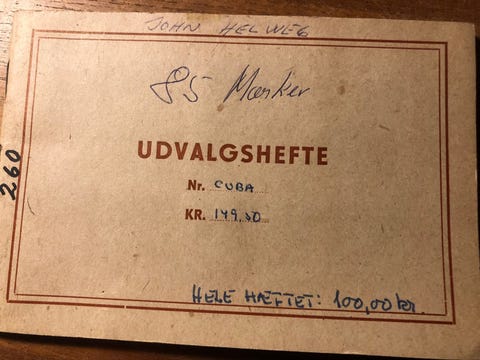 JOHN HELWEG
85 Mærker
UDVALGSHEFTE
Nr. CUBA
KR. 149,50
HELE HÆFTET: 100,00 kr.
260